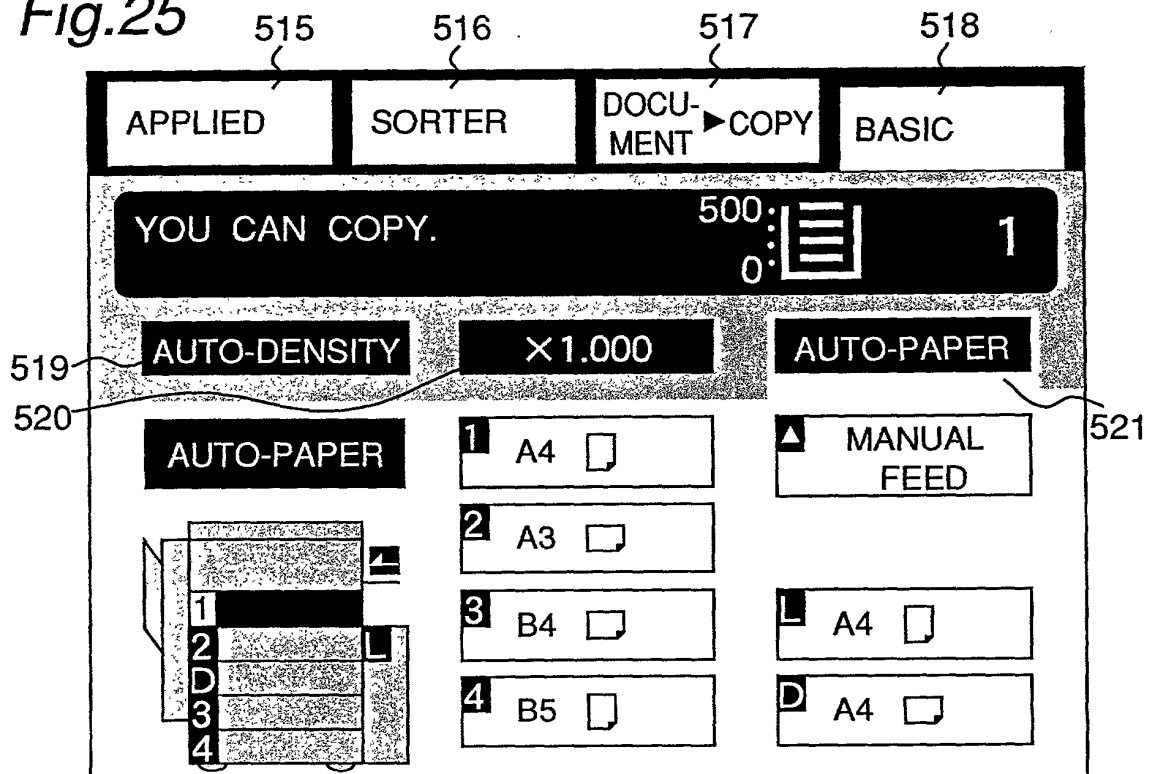 Fig.25
515 516 517 518
APPLIED SORTER DOCU-MENT ▶COPY BASIC
YOU CAN COPY. 500 0 1
AUTO-DENSITY ×1.000 AUTO-PAPER
519
520
521
AUTO-PAPER
1 A4
▲ MANUAL
FEED
2 A3
3 B4
L A4
4 B5
D A4
1
2 L
D
3
4